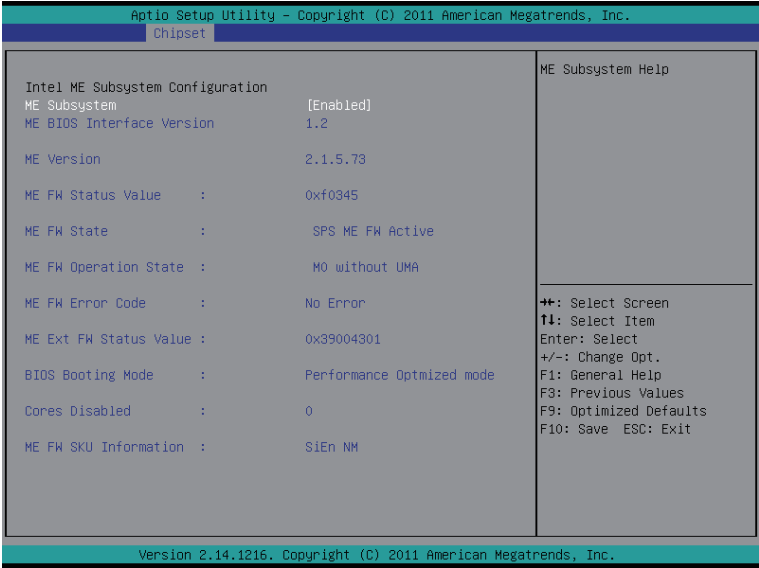 Aptio Setup Utility – Copyright (C) 2011 American Megatrends, Inc.
Chipset
Intel ME Subsystem Configuration
ME Subsystem [Enabled]
ME BIOS Interface Version 1.2
ME Version 2.1.5.73
ME FW Status Value : 0xf0345
ME FW State : SPS ME FW Active
ME FW Operation State : M0 without UMA
ME FW Error Code : No Error
ME Ext FW Status Value : 0x39004301
BIOS Booting Mode : Performance Optmized mode
Cores Disabled : 0
ME FW SKU Information : SiEn NM
ME Subsystem Help
→←: Select Screen
↑↓: Select Item
Enter: Select
+/-: Change Opt.
F1: General Help
F3: Previous Values
F9: Optimized Defaults
F10: Save ESC: Exit
Version 2.14.1216. Copyright (C) 2011 American Megatrends, Inc.